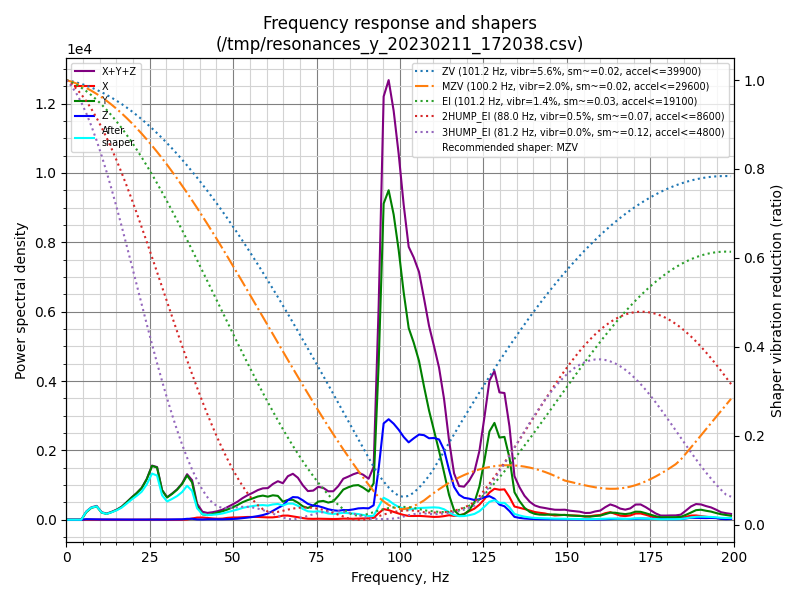 Frequency response and shapers
(/tmp/resonances_y_20230211_172038.csv)
1e4
X+Y+Z
X
Y
Z
After
shaper
ZV (101.2 Hz, vibr=5.6%, sm~=0.02, accel<=39900)
MZV (100.2 Hz, vibr=2.0%, sm~=0.02, accel<=29600)
EI (101.2 Hz, vibr=1.4%, sm~=0.03, accel<=19100)
2HUMP_EI (88.0 Hz, vibr=0.5%, sm~=0.07, accel<=8600)
3HUMP_EI (81.2 Hz, vibr=0.0%, sm~=0.12, accel<=4800)
Recommended shaper: MZV
Power spectral density
1.2
1.0
0.8
0.6
0.4
0.2
0.0
1.0
0.8
0.6
0.4
0.2
0.0
Shaper vibration reduction (ratio)
0 25 50 75 100 125 150 175 200
Frequency, Hz